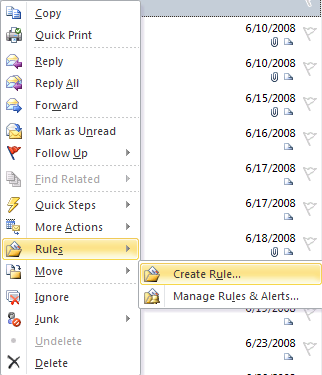 Copy
Quick Print
Reply
Reply All
Forward
Mark as Unread
Follow Up
Find Related
Quick Steps
More Actions
Rules
Move
Ignore
Junk
Undelete
Delete
Create Rule...
Manage Rules & Alerts...
6/10/2008
6/10/2008
6/15/2008
6/16/2008
6/17/2008
6/17/2008
6/18/2008
6/23/2008